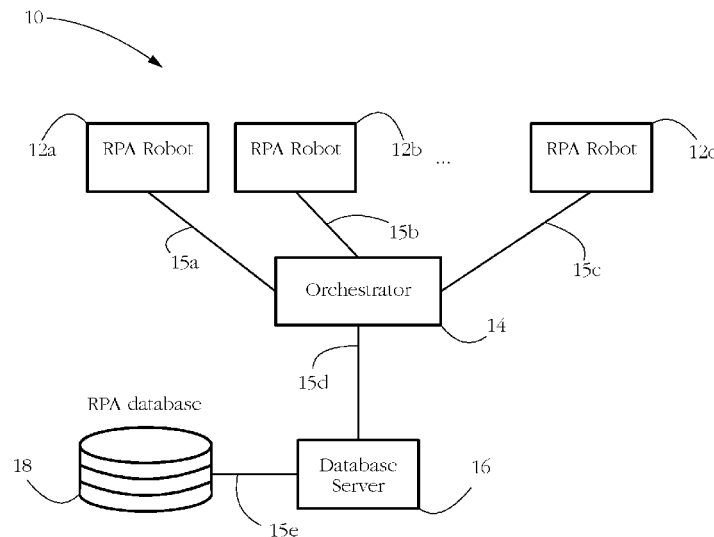 10
RPA Robot
RPA Robot
RPA Robot
12a
12b
...
12c
15a
15b
15c
Orchestrator
14
15d
RPA database
Database
Server
18
16
15e